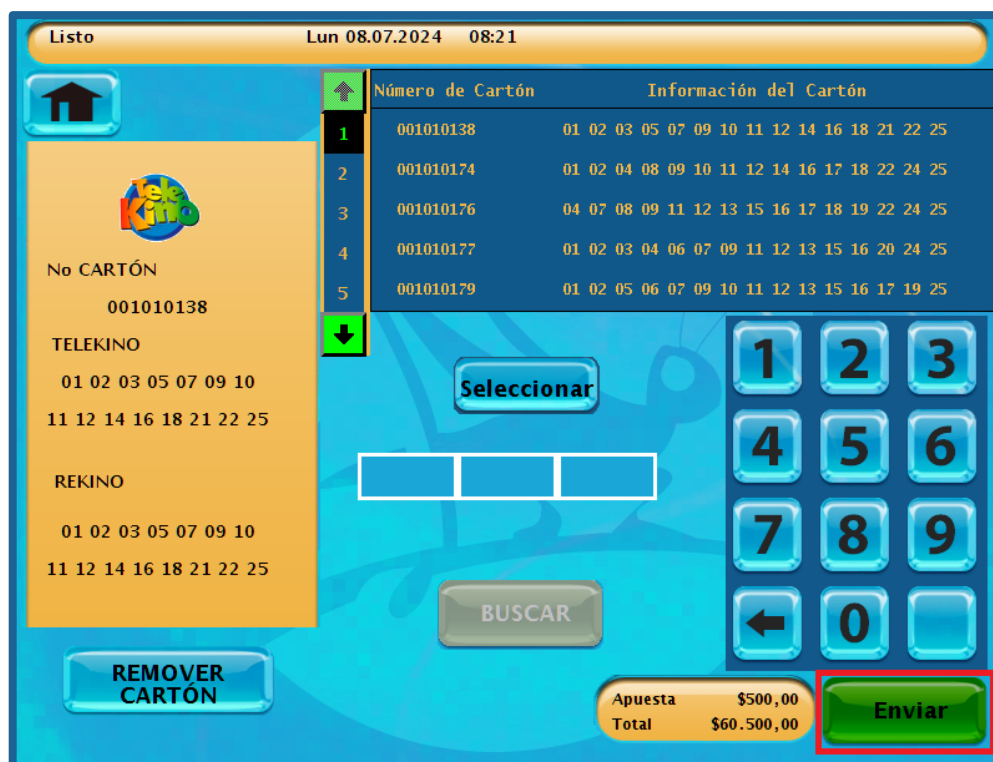 Listo Lun 08.07.2024 08:21
Número de Cartón Información del Cartón
1 001010138 01 02 03 05 07 09 10 11 12 14 16 18 21 22 25
2 001010174 01 02 04 08 09 10 11 12 14 16 17 18 22 24 25
3 001010176 04 07 08 09 11 12 13 15 16 17 18 19 22 24 25
4 001010177 01 02 03 04 06 07 09 11 12 13 15 16 20 24 25
5 001010179 01 02 05 06 07 09 10 11 12 13 15 16 17 19 25
Tele
Kino
No CARTÓN
001010138
TELEKINO
01 02 03 05 07 09 10
11 12 14 16 18 21 22 25
REKINO
01 02 03 05 07 09 10
11 12 14 16 18 21 22 25
REMOVER
CARTÓN
Seleccionar
BUSCAR
1 2 3
4 5 6
7 8 9
0
Apuesta $500,00
Total $60.500,00
Enviar